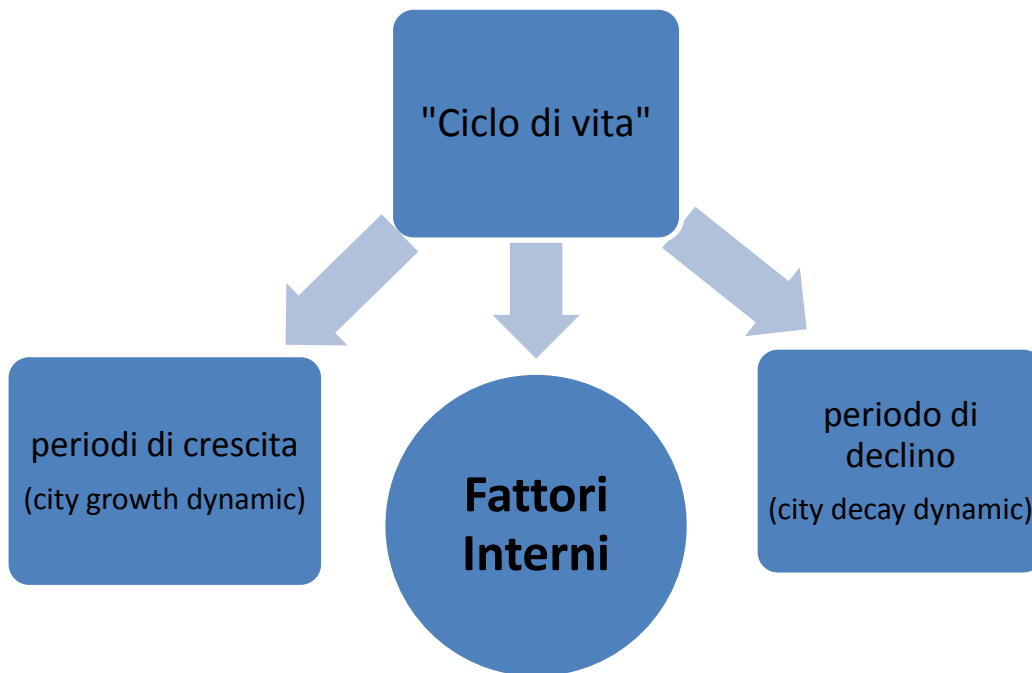 "Ciclo di vita"
periodi di crescita
(city growth dynamic)
Fattori
Interni
periodo di
declino
(city decay dynamic)